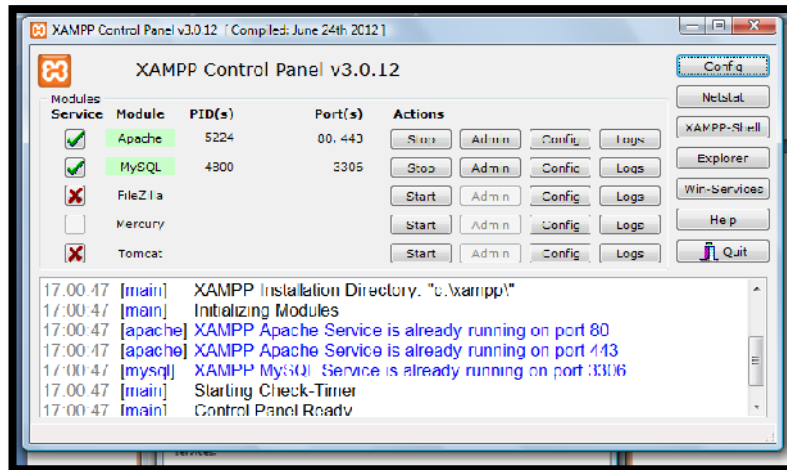 XAMPP Control Panel v3.0.12 [ Compiled: June 24th 2012 ]
XAMPP Control Panel v3.0.12
Config
Modules
Service Module PID(s) Port(s) Actions
Netstat
Apache 5224 80, 443 Stop Admin Config Logs
XAMPP-Shell
MySQL 4800 3306 Stop Admin Config Logs
Explorer
FileZilla Start Admin Config Logs
Win-Services
Mercury Start Admin Config Logs
Help
Tomcat Start Admin Config Logs
Quit
17:00:47 [main] XAMPP Installation Directory: "c:\xampp\"
17:00:47 [main] Initializing Modules
17:00:47 [apache] XAMPP Apache Service is already running on port 80
17:00:47 [apache] XAMPP Apache Service is already running on port 443
17:00:47 [mysql] XAMPP MySQL Service is already running on port 3306
17:00:47 [main] Starting Check-Timer
17:00:47 [main] Control Panel Ready
services.